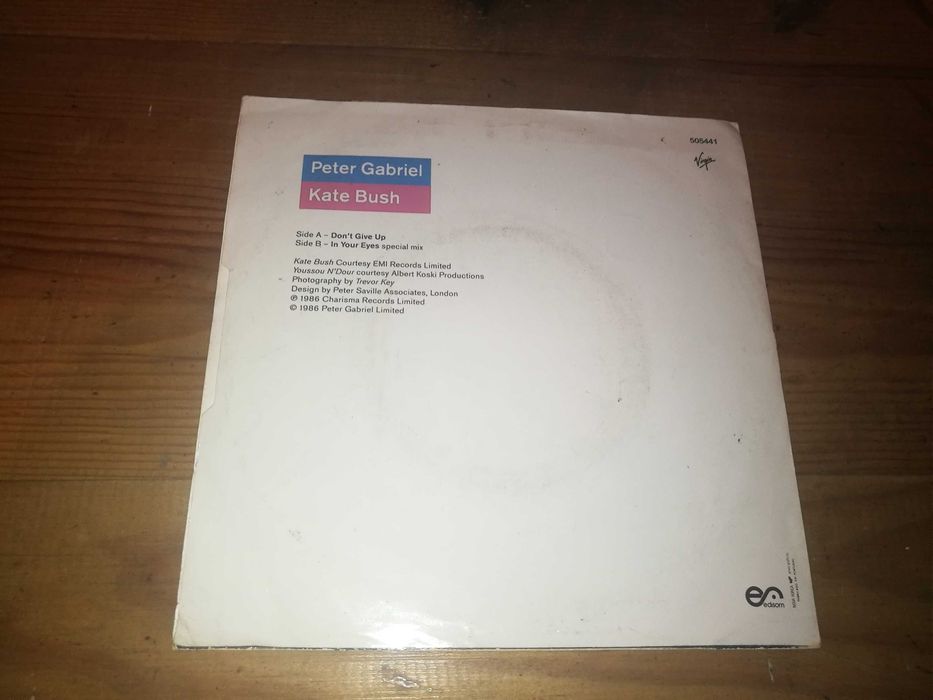 505441
Virgin
Peter Gabriel
Kate Bush
Side A – Don't Give Up
Side B – In Your Eyes special mix
Kate Bush Courtesy EMI Records Limited
Youssou N'Dour courtesy Albert Koski Productions
Photography by Trevor Key
Design by Peter Saville Associates, London
℗ 1986 Charisma Records Limited
© 1986 Peter Gabriel Limited
edisom